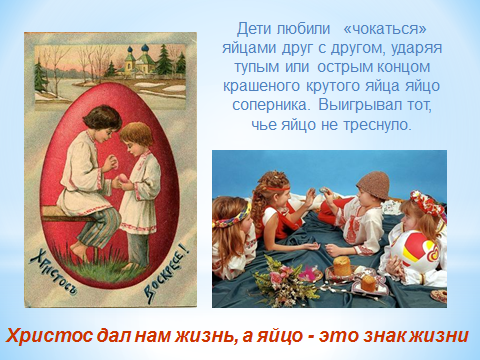 Дети любили «чокаться»
яйцами друг с другом, ударяя
тупым или острым концом
крашеного крутого яйца яйцо
соперника. Выигрывал тот,
чье яйцо не треснуло.
Христосъ Воскресе!
Христос дал нам жизнь, а яйцо - это знак жизни